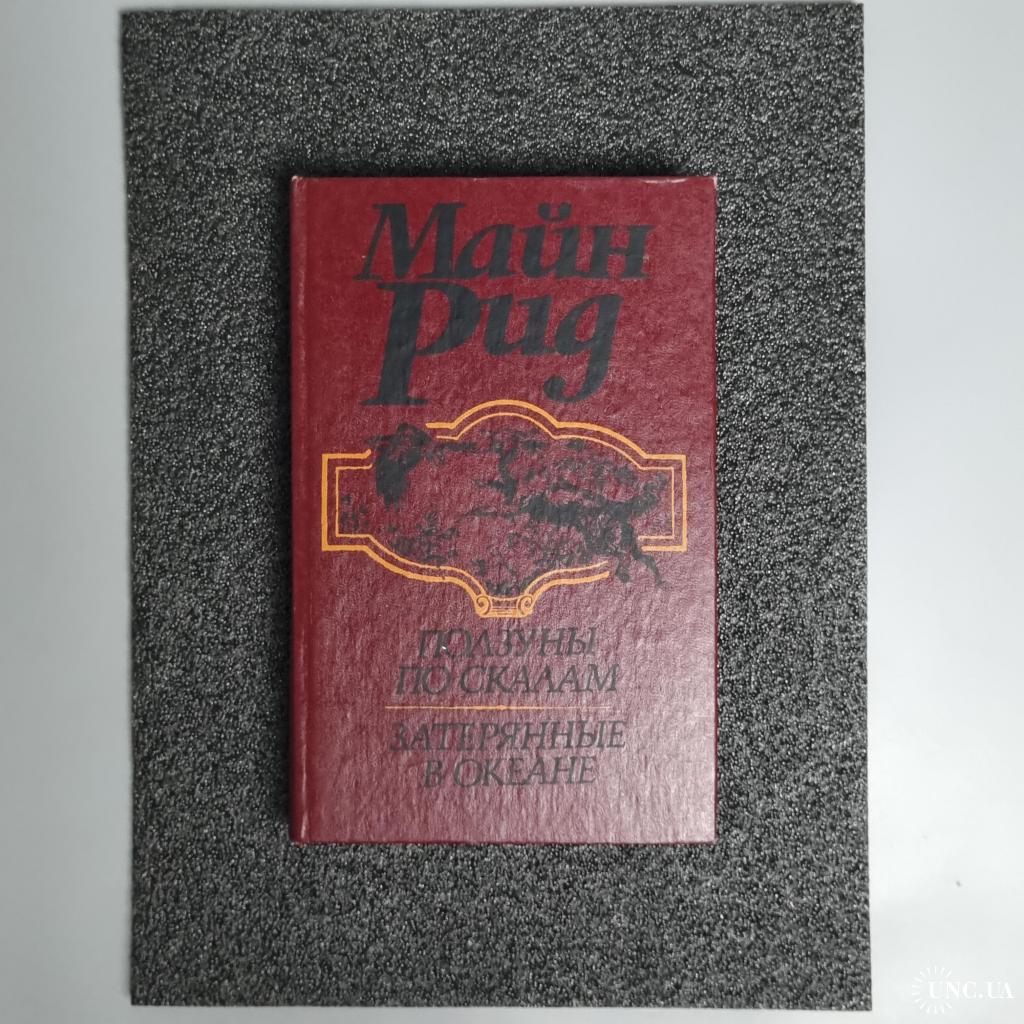 Майн
Рид
ПОЛЗУНЫ
ПО СКАЛАМ
ЗАТЕРЯННЫЕ
В ОКЕАНЕ
UNC.UA